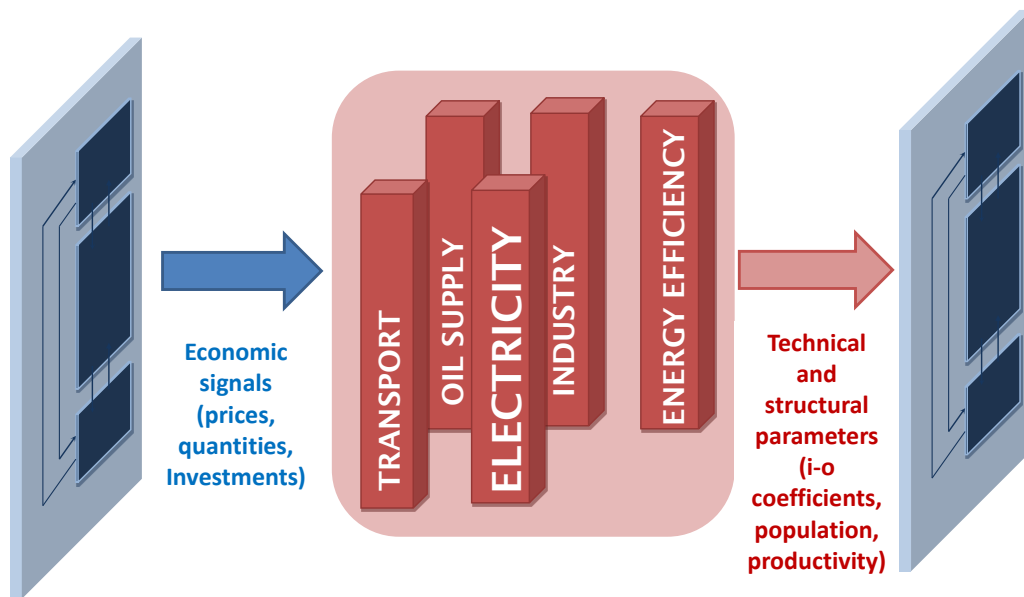 Economic
signals
(prices,
quantities,
Investments)
TRANSPORT
OIL SUPPLY
ELECTRICITY
INDUSTRY
ENERGY EFFICIENCY
Technical
and
structural
parameters
(i-o
coefficients,
population,
productivity)